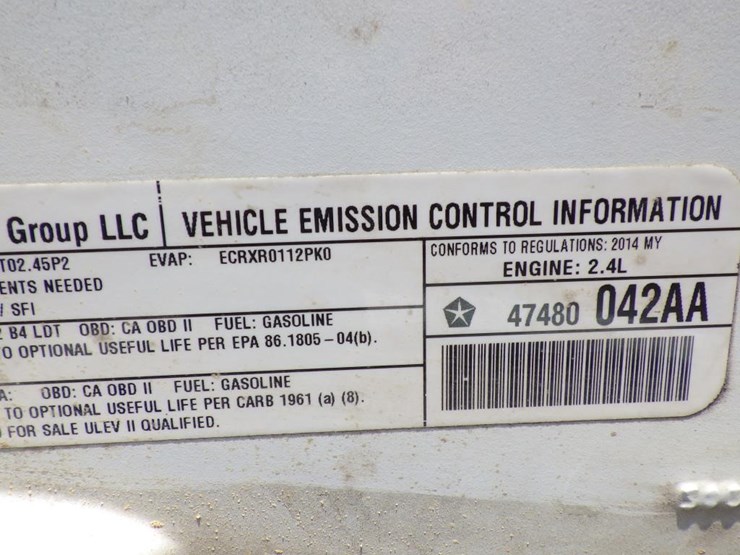 Group LLC VEHICLE EMISSION CONTROL INFORMATION
T02.45P2 EVAP: ECRXR0112PK0
ENTS NEEDED
/ SFI
2 B4 LDT OBD: CA OBD II FUEL: GASOLINE
O OPTIONAL USEFUL LIFE PER EPA 86.1805-04(b).
A: OBD: CA OBD II FUEL: GASOLINE
TO OPTIONAL USEFUL LIFE PER CARB 1961 (a) (8).
FOR SALE ULEV II QUALIFIED.
CONFORMS TO REGULATIONS: 2014 MY
ENGINE: 2.4L
47480 042AA